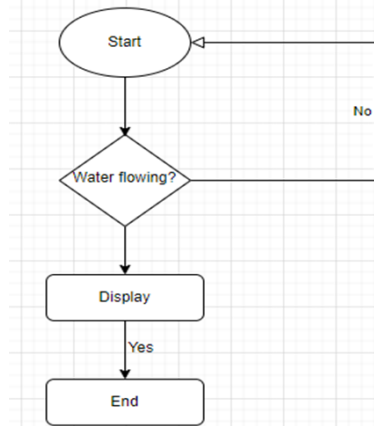 Start
No
Water flowing?
Display
Yes
End